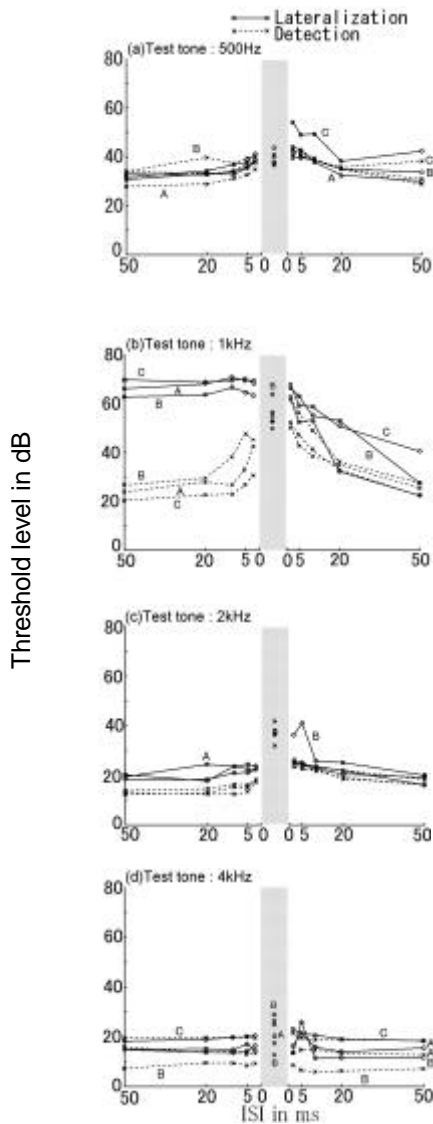 Lateralization
Detection
(a)Test tone : 500Hz
80
60
40
20
0
B
A
C
A
C
B
50 20 5 0 0 5 20 50
(b)Test tone : 1kHz
80
60
40
20
0
C
A
B
B
A
C
C
B
50 20 5 0 0 5 20 50
Threshold level in dB
(c)Test tone : 2kHz
80
60
40
20
0
A
B
50 20 5 0 0 5 20 50
(d)Test tone : 4kHz
80
60
40
20
0
C
B
A
C
A
B
B
50 20 5 0 0 5 20 50
ISI in ms